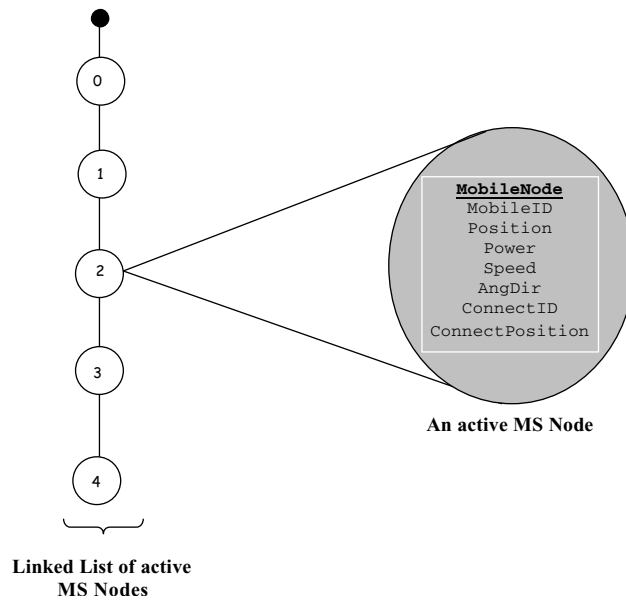 0
1
2
3
4
MobileNode
MobileID
Position
Power
Speed
AngDir
ConnectID
ConnectPosition
An active MS Node
Linked List of active
MS Nodes